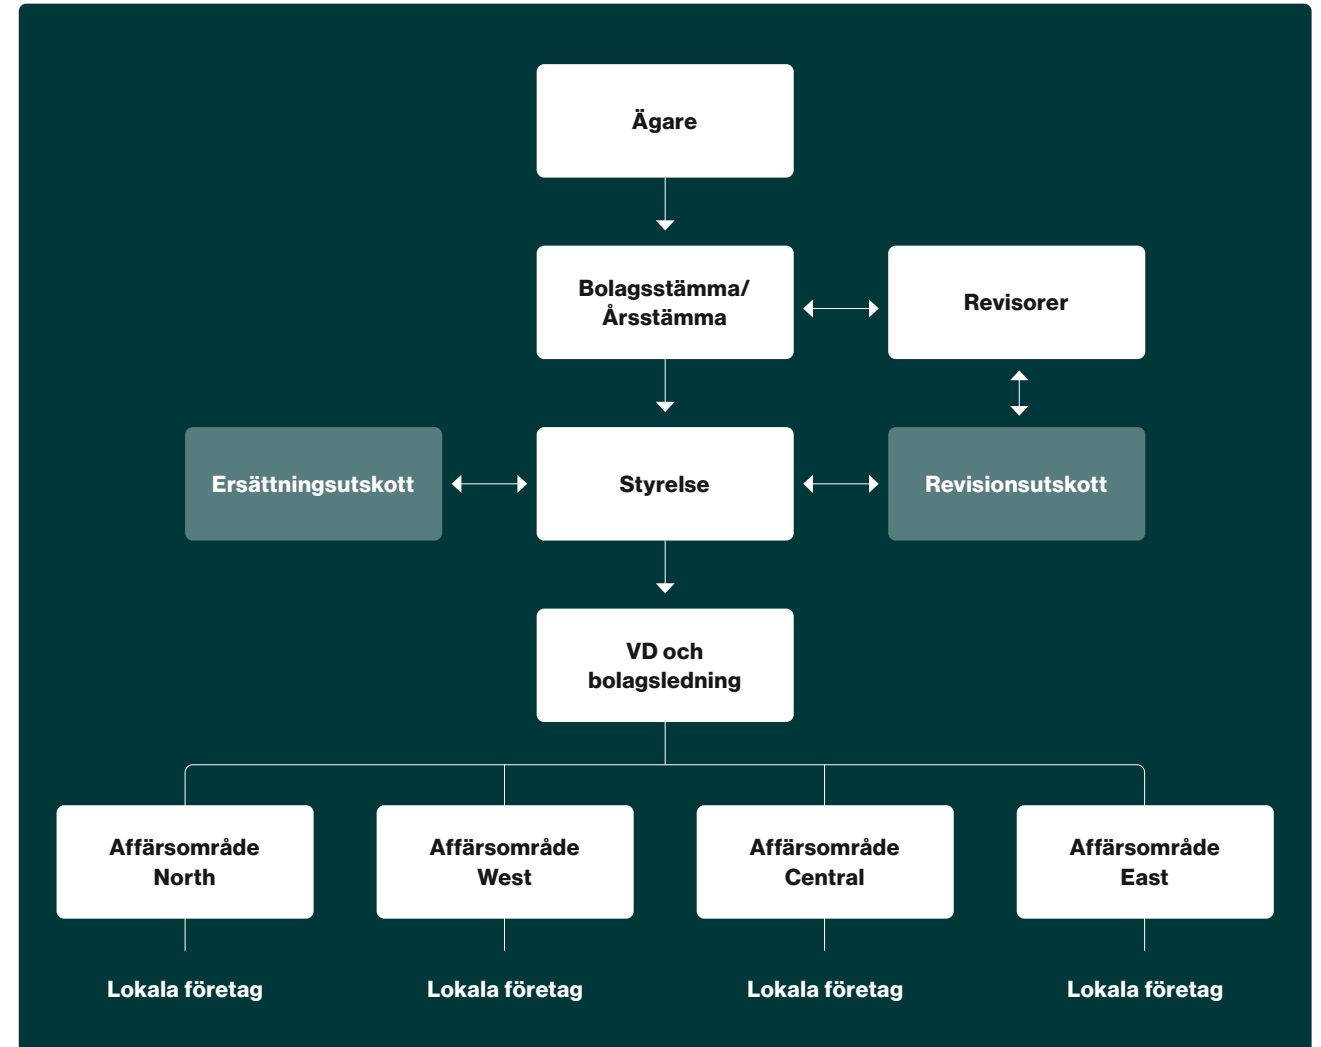 Ägare
Bolagsstämma/
Årsstämma
Revisorer
Ersättningsutskott
Styrelse
Revisionsutskott
VD och
bolagsledning
Affärsområde
North
Affärsområde
West
Affärsområde
Central
Affärsområde
East
Lokala företag
Lokala företag
Lokala företag
Lokala företag